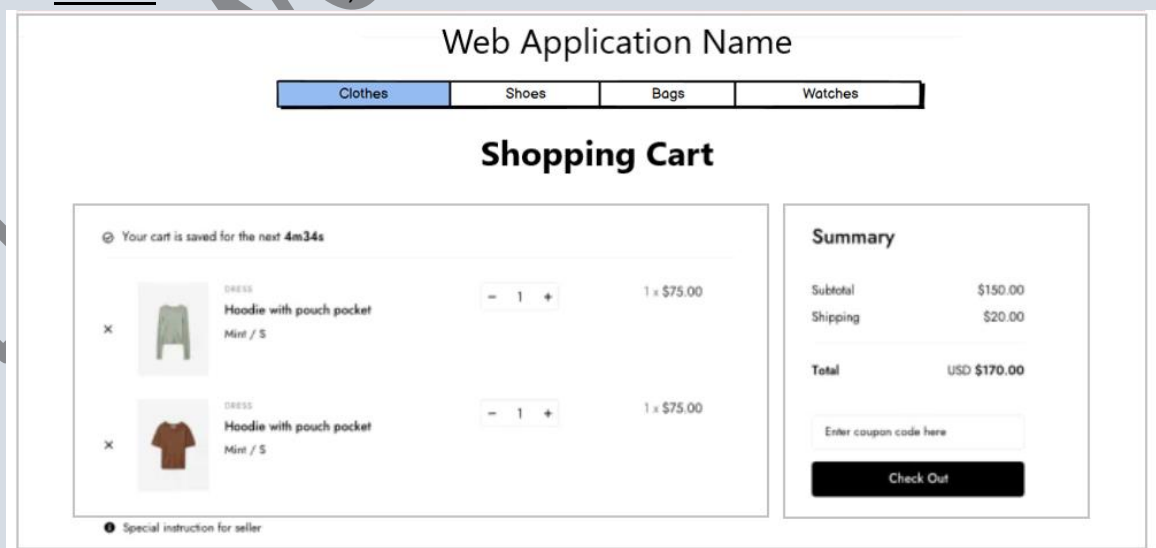 Web Application Name
Clothes Shoes Bags Watches
Shopping Cart
Your cart is saved for the next 4m34s
DRESS
Hoodie with pouch pocket
Mint / S
- 1 +
1 x $75.00
DRESS
Hoodie with pouch pocket
Mint / S
- 1 +
1 x $75.00
Special instruction for seller
Summary
Subtotal $150.00
Shipping $20.00
Total USD $170.00
Enter coupon code here
Check Out